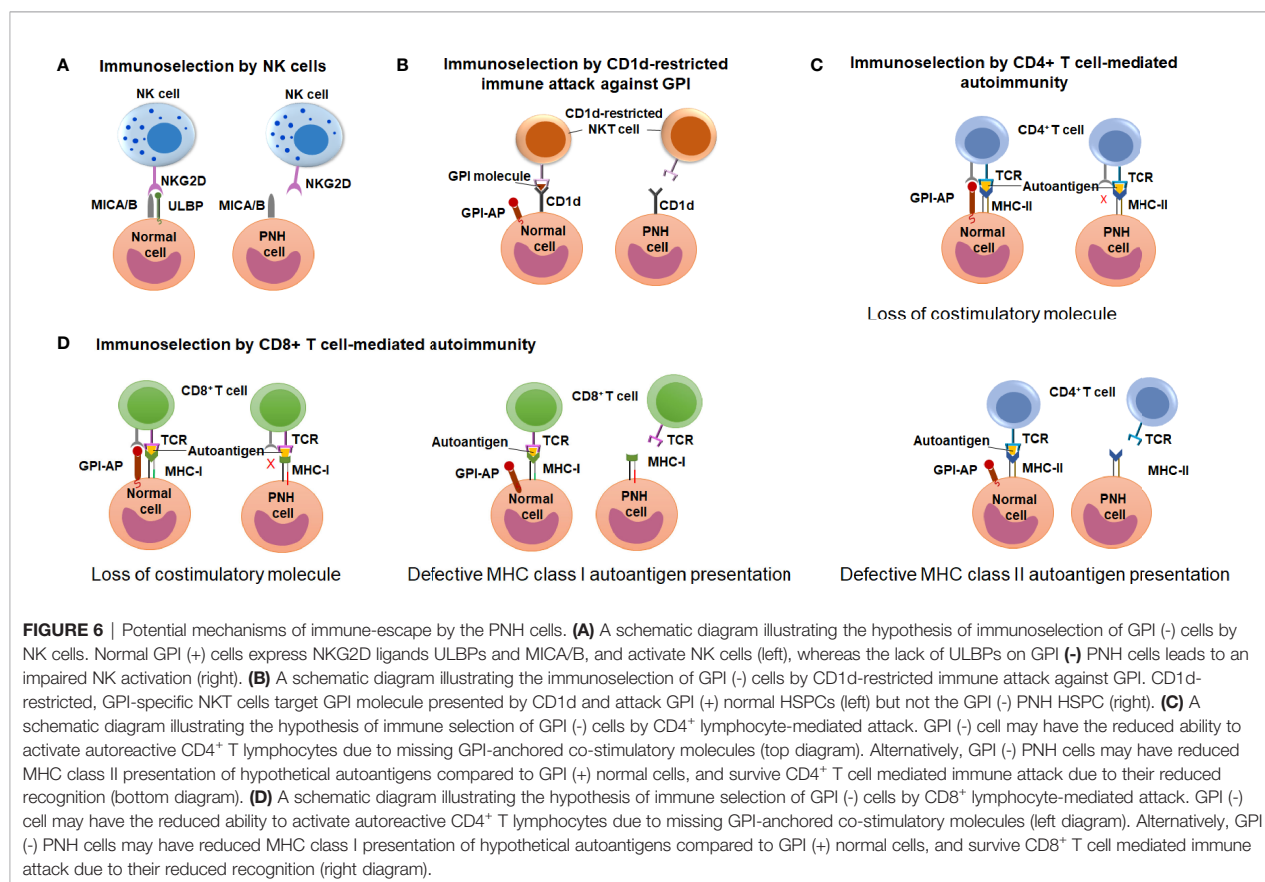 A
Immunoselection by NK cells
NK cell
NK cell
NKG2D
NKG2D
MICA/B
ULBP
MICA/B
Normal
cell
PNH
cell
B
Immunoselection by CD1d-restricted
immune attack against GPI
CD1d-restricted
NKT cell
GPI molecule
CD1d
CD1d
GPI-AP
Normal
cell
PNH
cell
C
Immunoselection by CD4+ T cell-mediated
autoimmunity
CD4+ T cell
TCR
TCR
Autoantigen
X
MHC-II
MHC-II
GPI-AP
Normal
cell
PNH
cell
Loss of costimulatory molecule
D
Immunoselection by CD8+ T cell-mediated autoimmunity
CD8+ T cell
TCR
TCR
Autoantigen
X
GPI-AP
MHC-I
MHC-I
Normal
cell
PNH
cell
Loss of costimulatory molecule
CD8+ T cell
Autoantigen
TCR
TCR
GPI-AP
MHC-I
MHC-I
Normal
cell
PNH
cell
Defective MHC class I autoantigen presentation
CD4+ T cell
Autoantigen
TCR
TCR
GPI-AP
MHC-II
MHC-II
Normal
cell
PNH
cell
Defective MHC class II autoantigen presentation
FIGURE 6 | Potential mechanisms of immune-escape by the PNH cells. (A) A schematic diagram illustrating the hypothesis of immunoselection of GPI (-) cells by
NK cells. Normal GPI (+) cells express NKG2D ligands ULBPs and MICA/B, and activate NK cells (left), whereas the lack of ULBPs on GPI (-) PNH cells leads to an
impaired NK activation (right). (B) A schematic diagram illustrating the immunoselection of GPI (-) cells by CD1d-restricted immune attack against GPI. CD1d-
restricted, GPI-specific NKT cells target GPI molecule presented by CD1d and attack GPI (+) normal HSPCs (left) but not the GPI (-) PNH HSPC (right). (C) A
schematic diagram illustrating the hypothesis of immune selection of GPI (-) cells by CD4+ lymphocyte-mediated attack. GPI (-) cell may have the reduced ability to
activate autoreactive CD4+ T lymphocytes due to missing GPI-anchored co-stimulatory molecules (top diagram). Alternatively, GPI (-) PNH cells may have reduced
MHC class II presentation of hypothetical autoantigens compared to GPI (+) normal cells, and survive CD4+ T cell mediated immune attack due to their reduced
recognition (bottom diagram). (D) A schematic diagram illustrating the hypothesis of immune selection of GPI (-) cells by CD8+ lymphocyte-mediated attack. GPI (-)
cell may have the reduced ability to activate autoreactive CD4+ T lymphocytes due to missing GPI-anchored co-stimulatory molecules (left diagram). Alternatively, GPI
(-) PNH cells may have reduced MHC class I presentation of hypothetical autoantigens compared to GPI (+) normal cells, and survive CD8+ T cell mediated immune
attack due to their reduced recognition (right diagram).